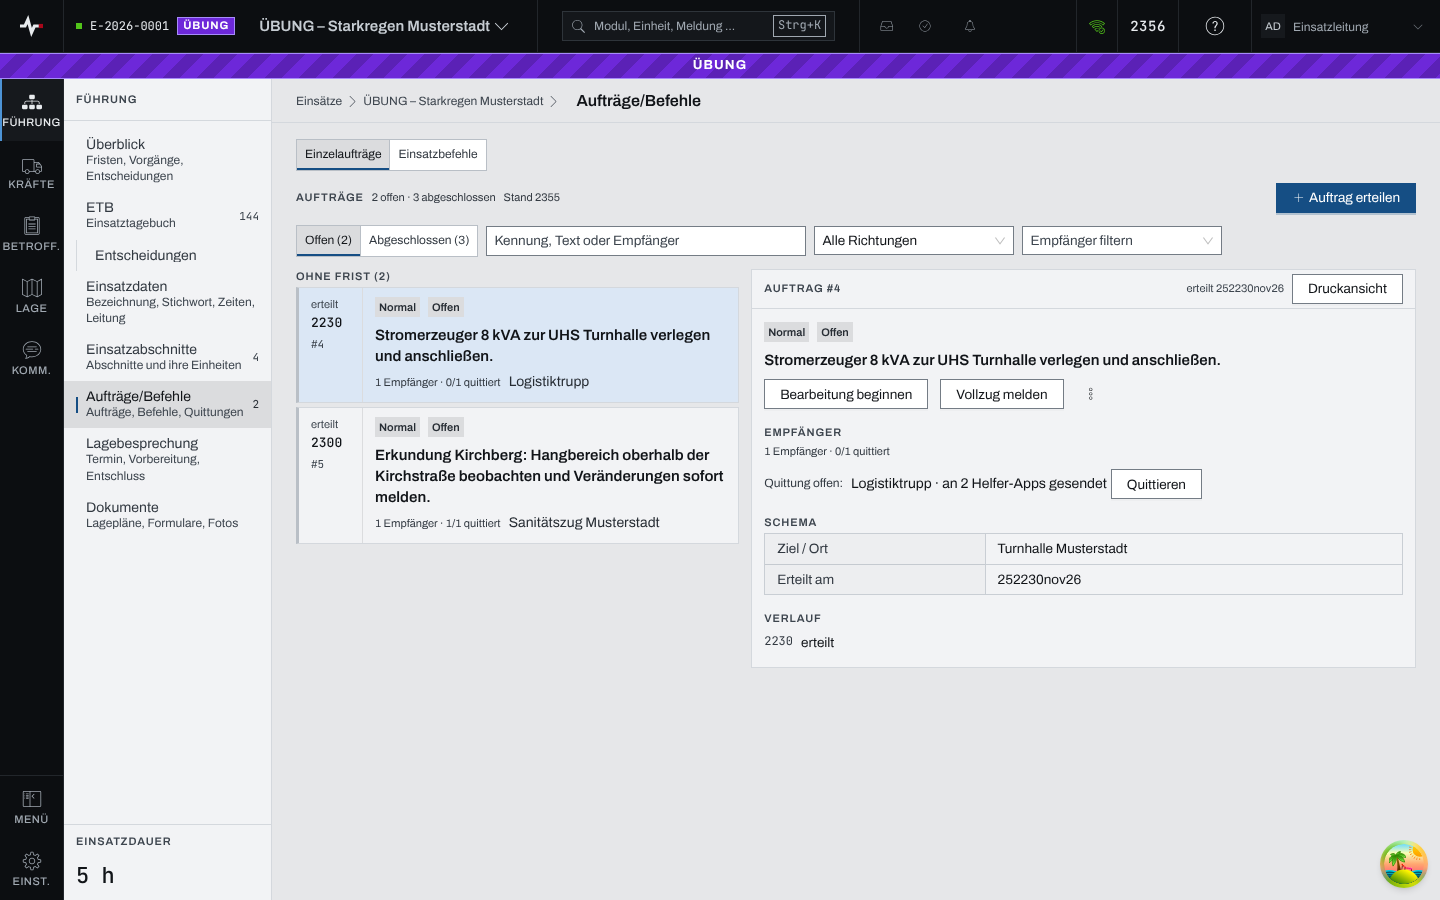 E-2026-0001 ÜBUNG ÜBUNG – Starkregen Musterstadt
Modul, Einheit, Meldung ... Strg+K
2356
AD Einsatzleitung
ÜBUNG
FÜHRUNG
KRÄFTE
BETROFF.
LAGE
KOMM.
MENÜ
EINST.
FÜHRUNG
Überblick
Fristen, Vorgänge,
Entscheidungen
ETB
Einsatztagebuch
144
Entscheidungen
Einsatzdaten
Bezeichnung, Stichwort, Zeiten,
Leitung
Einsatzabschnitte
Abschnitte und ihre Einheiten
4
Aufträge/Befehle
Aufträge, Befehle, Quittungen
2
Lagebesprechung
Termin, Vorbereitung,
Entschluss
Dokumente
Lagepläne, Formulare, Fotos
EINSATZDAUER
5 h
Einsätze ÜBUNG – Starkregen Musterstadt Aufträge/Befehle
Einzelaufträge Einsatzbefehle
AUFTRÄGE 2 offen · 3 abgeschlossen Stand 2355
+ Auftrag erteilen
Offen (2) Abgeschlossen (3) Kennung, Text oder Empfänger Alle Richtungen Empfänger filtern
OHNE FRIST (2)
erteilt
2230
#4
Normal Offen
Stromerzeuger 8 kVA zur UHS Turnhalle verlegen
und anschließen.
1 Empfänger · 0/1 quittiert Logistiktrupp
erteilt
2300
#5
Normal Offen
Erkundung Kirchberg: Hangbereich oberhalb der
Kirchstraße beobachten und Veränderungen sofort
melden.
1 Empfänger · 1/1 quittiert Sanitätszug Musterstadt
AUFTRAG #4 erteilt 252230nov26 Druckansicht
Normal Offen
Stromerzeuger 8 kVA zur UHS Turnhalle verlegen und anschließen.
Bearbeitung beginnen Vollzug melden
EMPFÄNGER
1 Empfänger · 0/1 quittiert
Quittung offen: Logistiktrupp · an 2 Helfer-Apps gesendet Quittieren
SCHEMA
Ziel / Ort Turnhalle Musterstadt
Erteilt am 252230nov26
VERLAUF
2230 erteilt